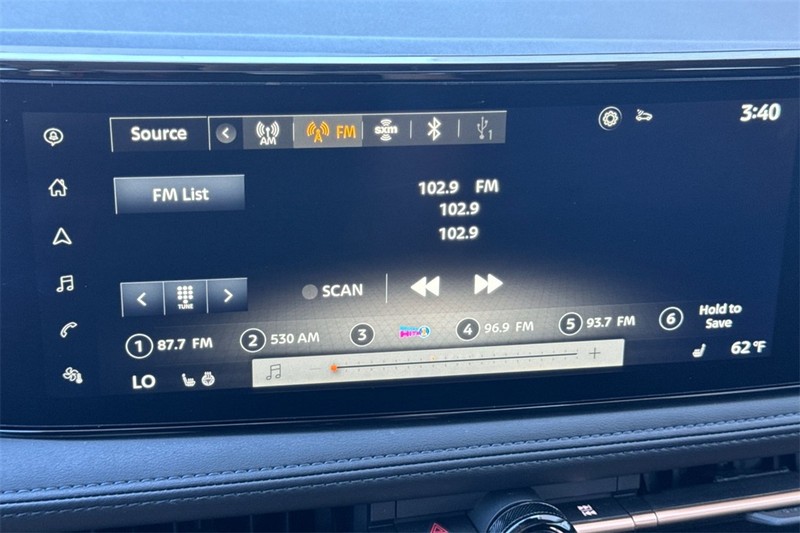 Source AM FM sxm 1 3:40
FM List 102.9 FM
102.9
102.9
TUNE SCAN
1 87.7 FM 2 530 AM 3 4 96.9 FM 5 93.7 FM 6 Hold to Save
LO 62°F